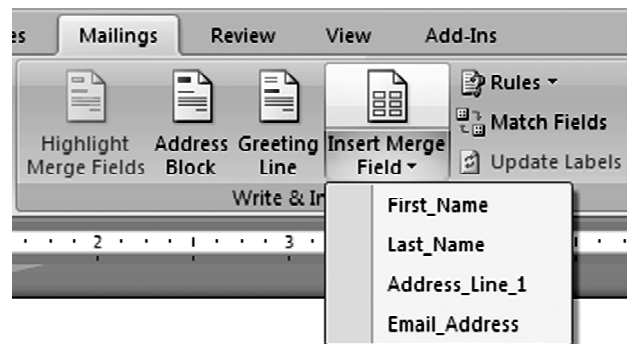 es Mailings Review View Add-Ins
Rules
Match Fields
Update Labels
Highlight
Merge Fields
Address
Block
Greeting
Line
Insert Merge
Field
Write &
2 1 3
First_Name
Last_Name
Address_Line_1
Email_Address